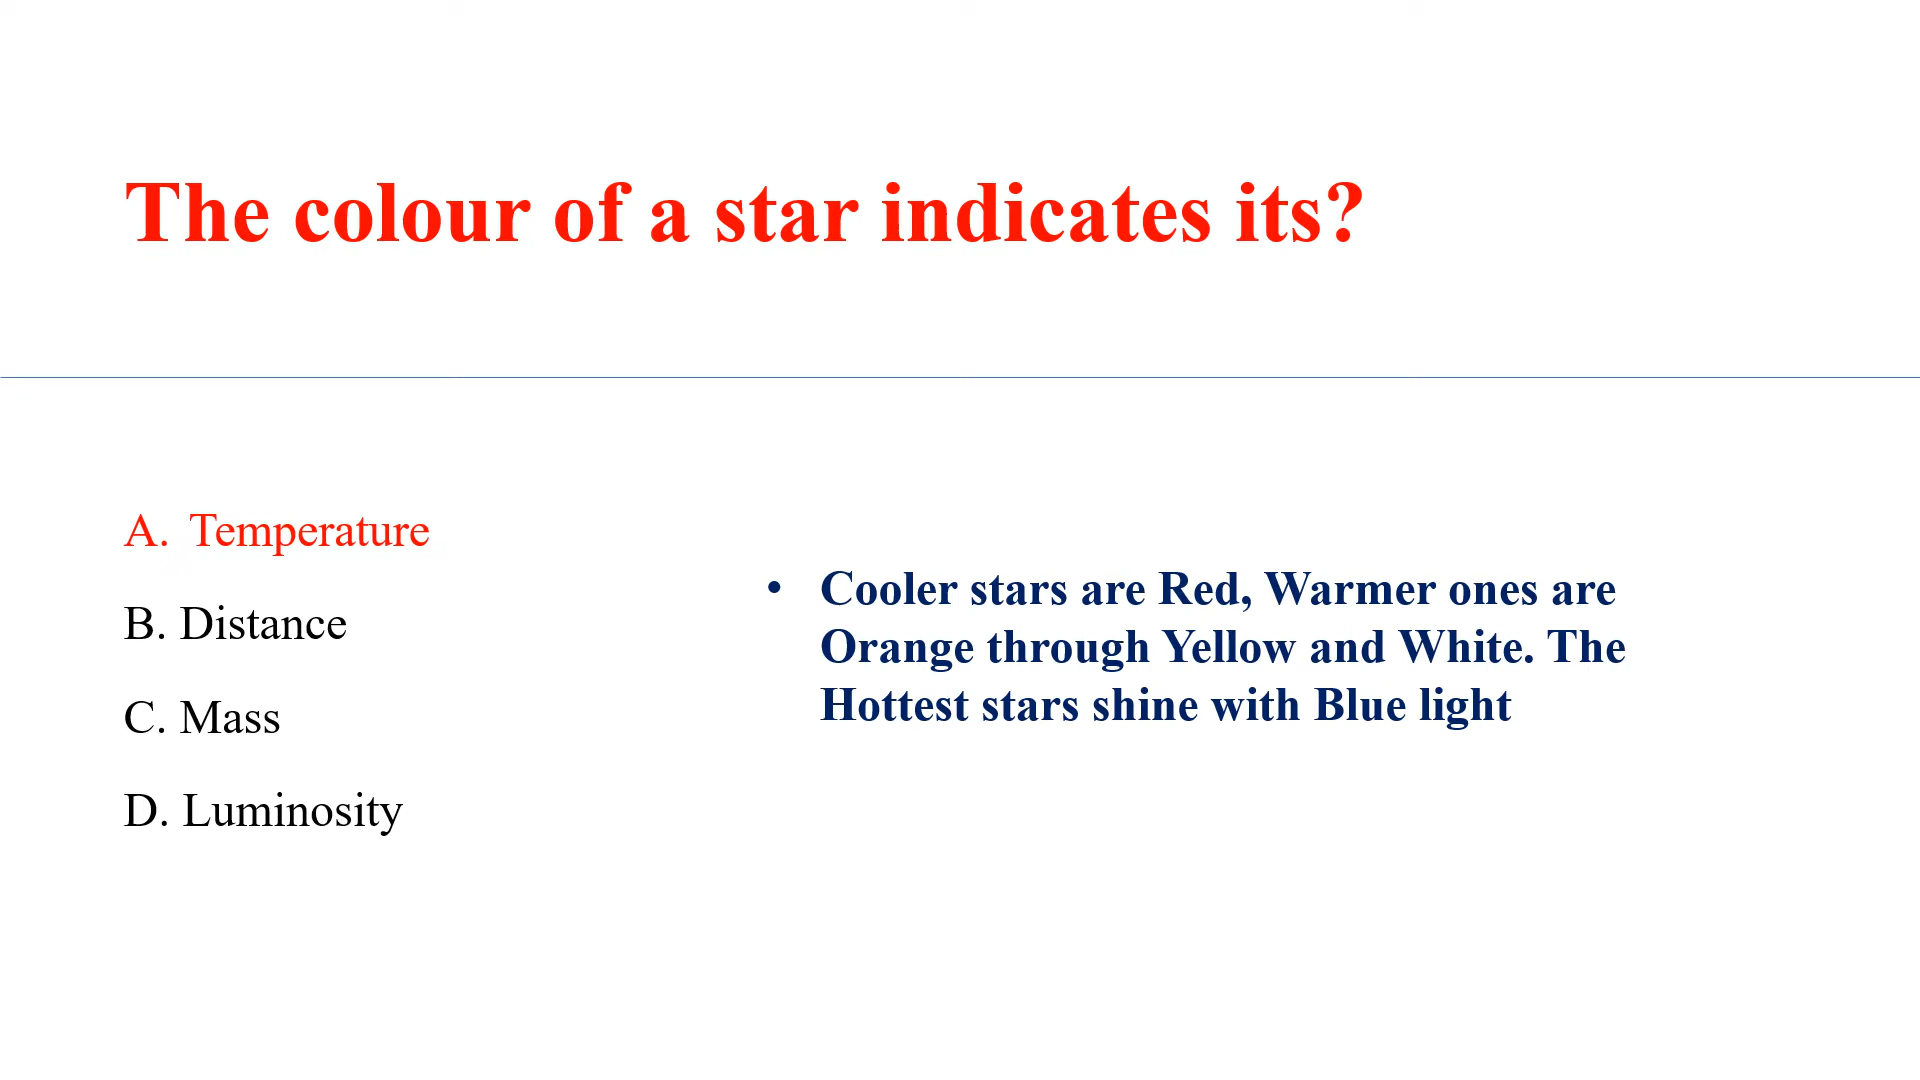 The colour of a star indicates its?
A. Temperature
B. Distance
C. Mass
D. Luminosity
• Cooler stars are Red, Warmer ones are
Orange through Yellow and White. The
Hottest stars shine with Blue light